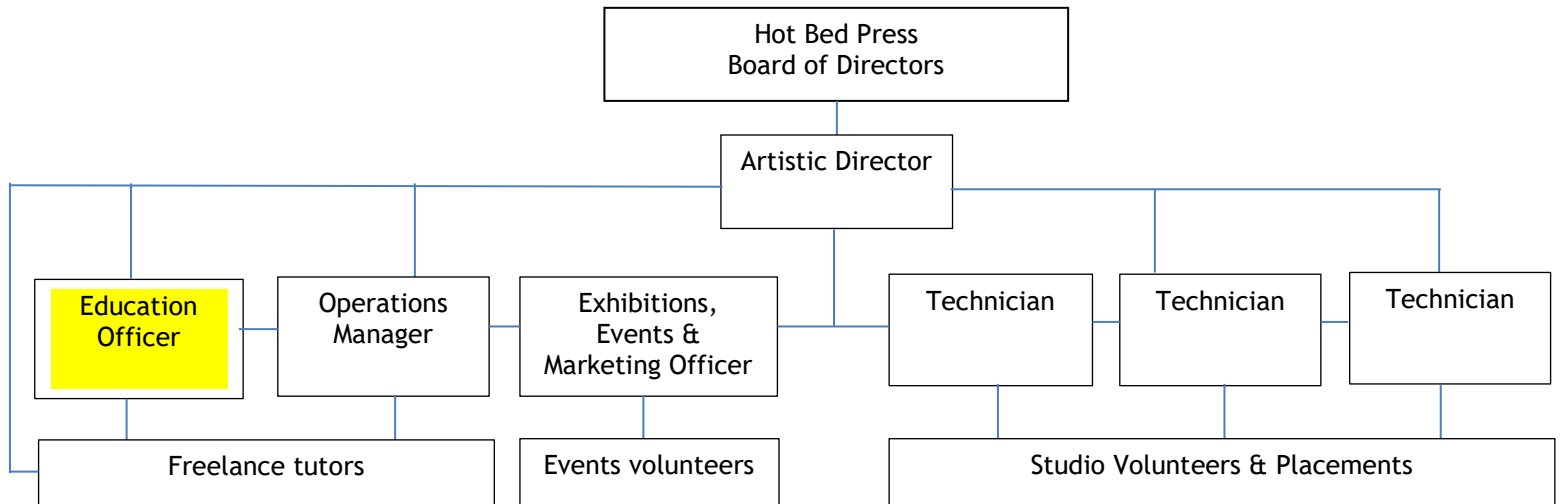 Hot Bed Press
Board of Directors
Artistic Director
Education
Officer
Operations
Manager
Exhibitions,
Events &
Marketing Officer
Technician
Technician
Technician
Freelance tutors
Events volunteers
Studio Volunteers & Placements